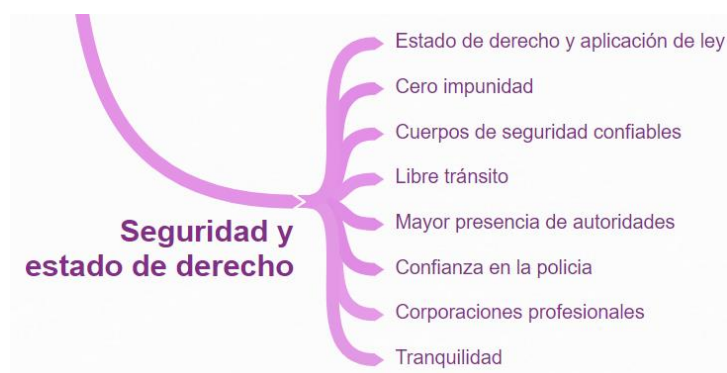 Estado de derecho y aplicación de ley
Cero impunidad
Cuerpos de seguridad confiables
Libre tránsito
Seguridad y
estado de derecho
Mayor presencia de autoridades
Confianza en la policia
Corporaciones profesionales
Tranquilidad